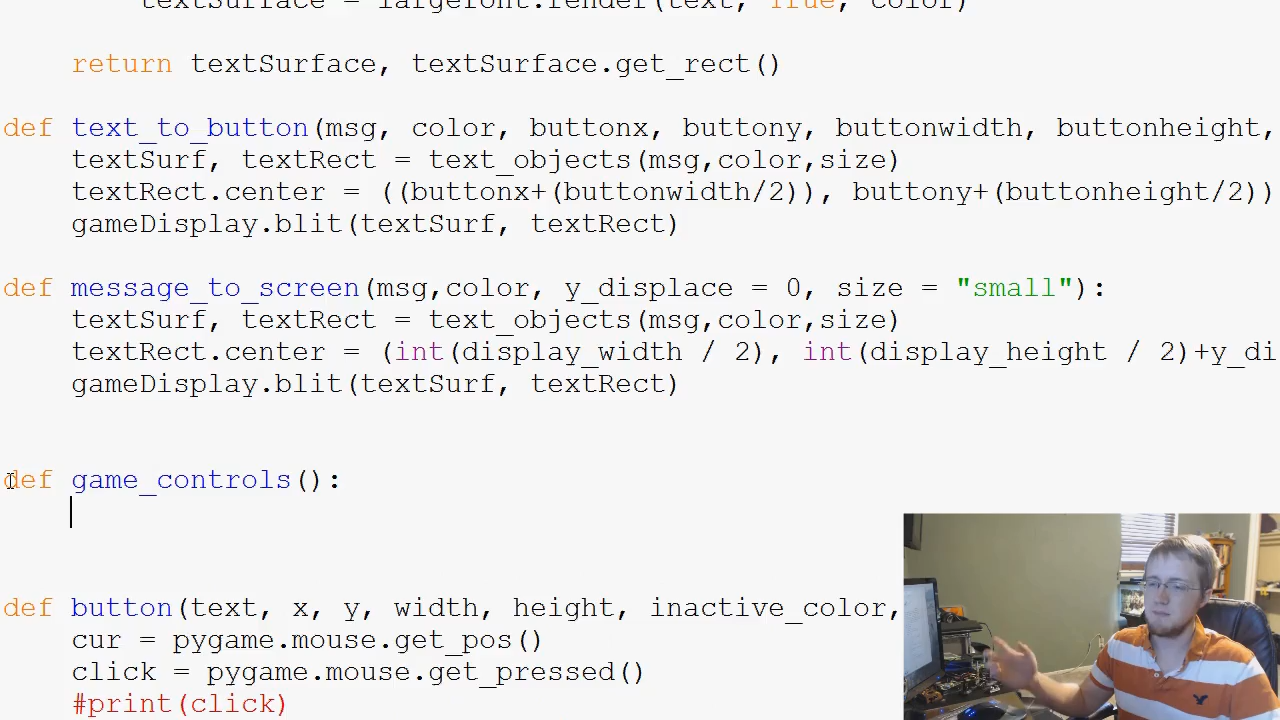 textSurface = largefont.render(text, True, color)
return textSurface, textSurface.get_rect()
def text_to_button(msg, color, buttonx, buttony, buttonwidth, buttonheight,
textSurf, textRect = text_objects(msg,color,size)
textRect.center = ((buttonx+(buttonwidth/2)), buttony+(buttonheight/2))
gameDisplay.blit(textSurf, textRect)
def message_to_screen(msg,color, y_displace = 0, size = "small"):
textSurf, textRect = text_objects(msg,color,size)
textRect.center = (int(display_width / 2), int(display_height / 2)+y_di
gameDisplay.blit(textSurf, textRect)
def game_controls():
def button(text, x, y, width, height, inactive_color,
cur = pygame.mouse.get_pos()
click = pygame.mouse.get_pressed()
#print(click)